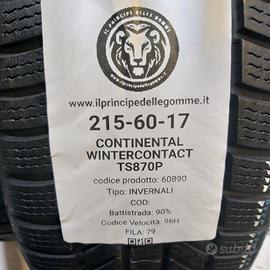 IL PRINCIPE DELLE GOMME
www.ilprincipedellegomme.it
215-60-17
CONTINENTAL
WINTERCONTACT
TS870P
codice prodotto: 60890
Tipo: INVERNALI
COD:
Battistrada: 90%
Codice Velocità: 96H
FILA: 79
subito